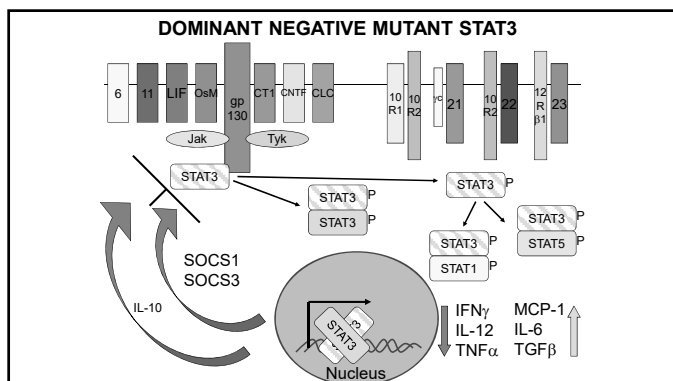 DOMINANT NEGATIVE MUTANT STAT3
6
11
LIF
OsM
gp
130
CT1
CNTF
CLC
10
R1
10
R2
γc
21
10
R2
22
12
R
β1
23
Jak
Tyk
STAT3
STAT3
P
STAT3
P
STAT3
P
STAT3
P
STAT1
P
STAT3
P
STAT5
P
SOCS1
SOCS3
IL-10
STAT3
3
Nucleus
IFNγ
IL-12
TNFα
MCP-1
IL-6
TGFβ